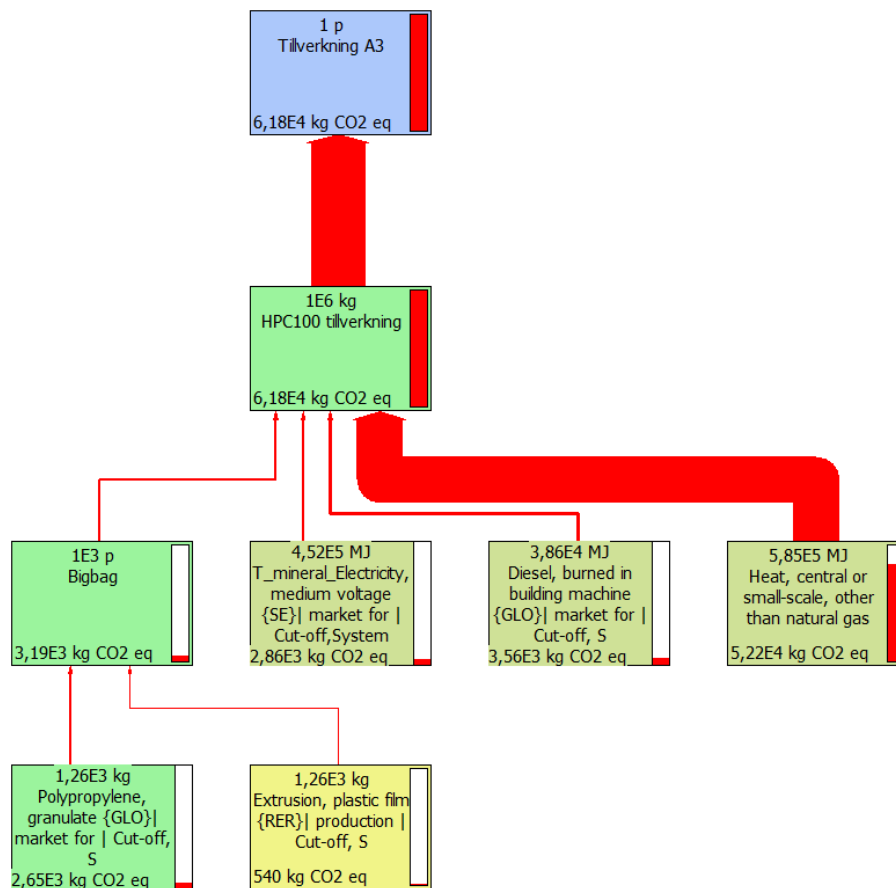 1 p
Tillverkning A3
6,18E4 kg CO2 eq
1E6 kg
HPC100 tillverkning
6,18E4 kg CO2 eq
1E3 p
Bigbag
3,19E3 kg CO2 eq
4,52E5 MJ
T_mineral_Electricity,
medium voltage
{SE}| market for |
Cut-off,System
2,86E3 kg CO2 eq
3,86E4 MJ
Diesel, burned in
building machine
{GLO}| market for |
Cut-off, S
3,56E3 kg CO2 eq
5,85E5 MJ
Heat, central or
small-scale, other
than natural gas
5,22E4 kg CO2 eq
1,26E3 kg
Polypropylene,
granulate {GLO}|
market for | Cut-off,
S
2,65E3 kg CO2 eq
1,26E3 kg
Extrusion, plastic film
{RER}| production |
Cut-off, S
540 kg CO2 eq